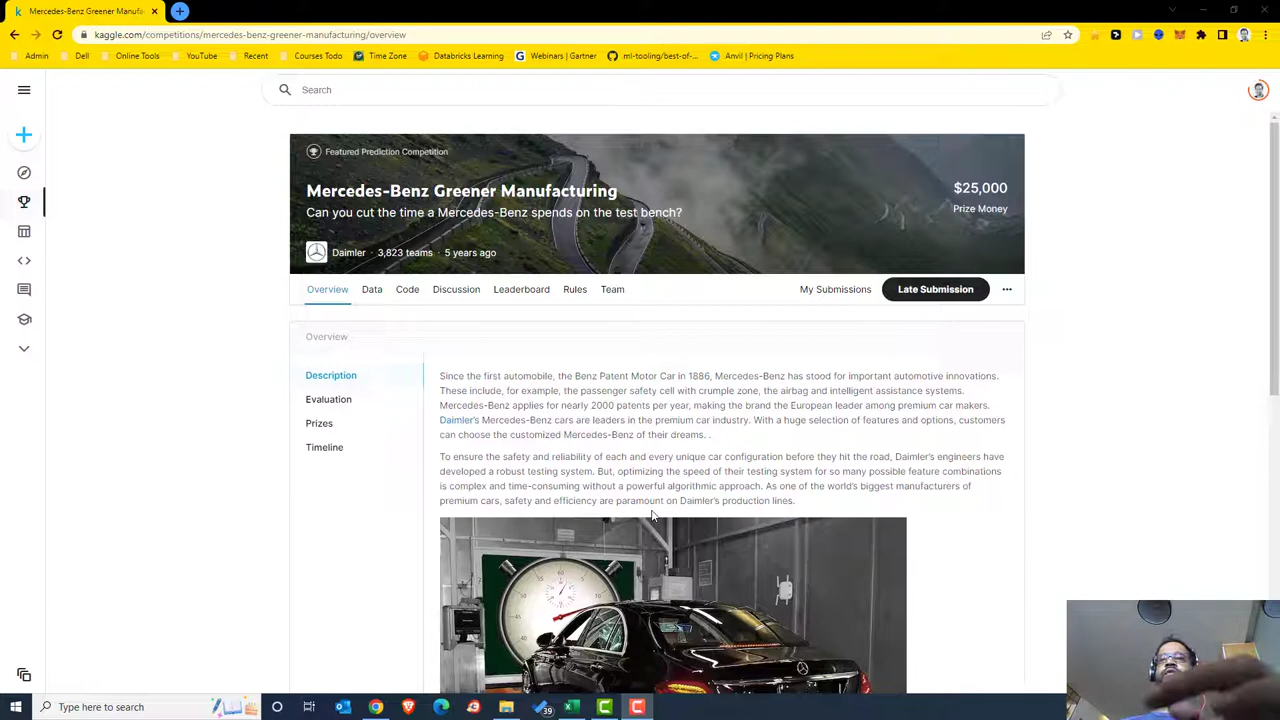 Mercedes-Benz Greener Manufa
kaggle.com/competitions/mercedes-benz-greener-manufacturing/overview
Admin
Dell
Online Tools
YouTube
Recent
Courses Todo
Time Zone
Databricks Learning
Webinars | Gartner
ml-tooling/best-of-...
Anvil | Pricing Plans
Search
Featured Prediction Competition
Mercedes-Benz Greener Manufacturing
Can you cut the time a Mercedes-Benz spends on the test bench?
$25,000
Prize Money
Daimler · 3,823 teams · 5 years ago
Overview
Data
Code
Discussion
Leaderboard
Rules
Team
My Submissions
Late Submission
Overview
Description
Evaluation
Prizes
Timeline
Since the first automobile, the Benz Patent Motor Car in 1886, Mercedes-Benz has stood for important automotive innovations.
These include, for example, the passenger safety cell with crumple zone, the airbag and intelligent assistance systems.
Mercedes-Benz applies for nearly 2000 patents per year, making the brand the European leader among premium car makers.
Daimler's Mercedes-Benz cars are leaders in the premium car industry. With a huge selection of features and options, customers
can choose the customized Mercedes-Benz of their dreams. .
To ensure the safety and reliability of each and every unique car configuration before they hit the road, Daimler's engineers have
developed a robust testing system. But, optimizing the speed of their testing system for so many possible feature combinations
is complex and time-consuming without a powerful algorithmic approach. As one of the world's biggest manufacturers of
premium cars, safety and efficiency are paramount on Daimler's production lines.
60
55
50
45
40
5
10
Type here to search
39